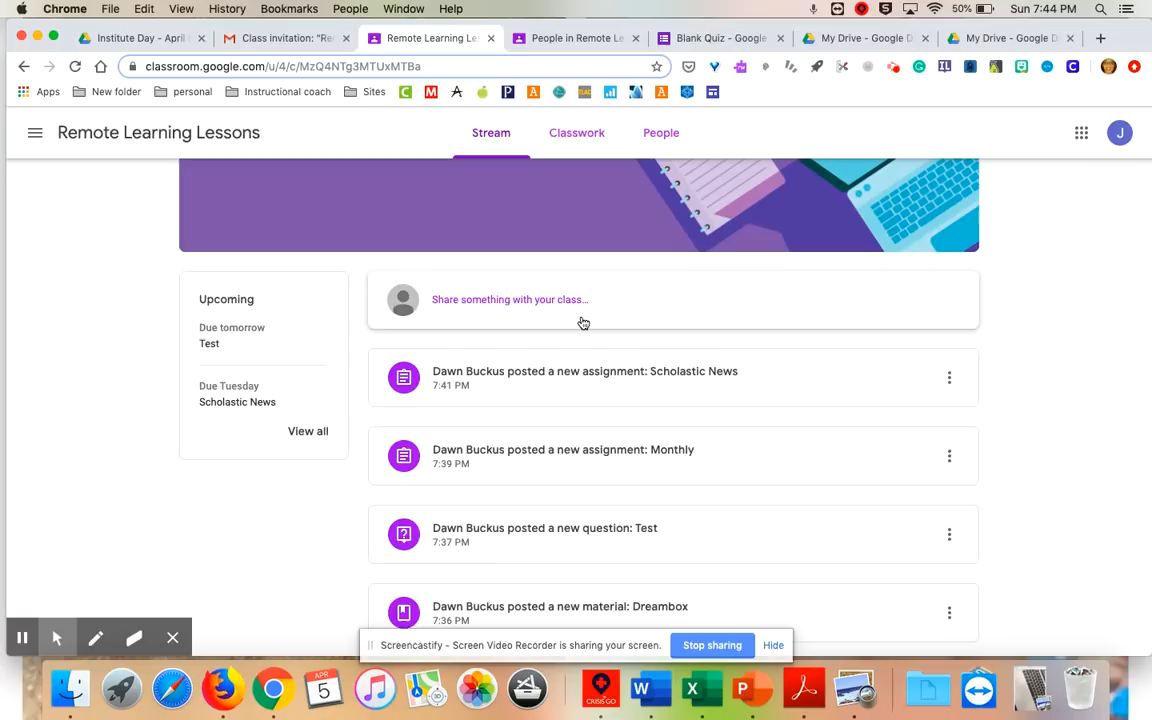 Chrome File Edit View History Bookmarks People Window Help 50% Sun 7:44 PM
Institute Day - April Class invitation: "Re Remote Learning Les People in Remote Le Blank Quiz - Google My Drive - Google D My Drive - Google D
classroom.google.com/u/4/c/MzQ4NTg3MTUxMTBa
Apps New folder personal Instructional coach Sites
Remote Learning Lessons Stream Classwork People J
Upcoming
Due tomorrow
Test
Due Tuesday
Scholastic News
View all
Share something with your class...
Dawn Buckus posted a new assignment: Scholastic News
7:41 PM
Dawn Buckus posted a new assignment: Monthly
7:39 PM
Dawn Buckus posted a new question: Test
7:37 PM
Dawn Buckus posted a new material: Dreambox
7:36 PM
Screencastify - Screen Video Recorder is sharing your screen. Stop sharing Hide
APR
5
CRISISGO
W X P